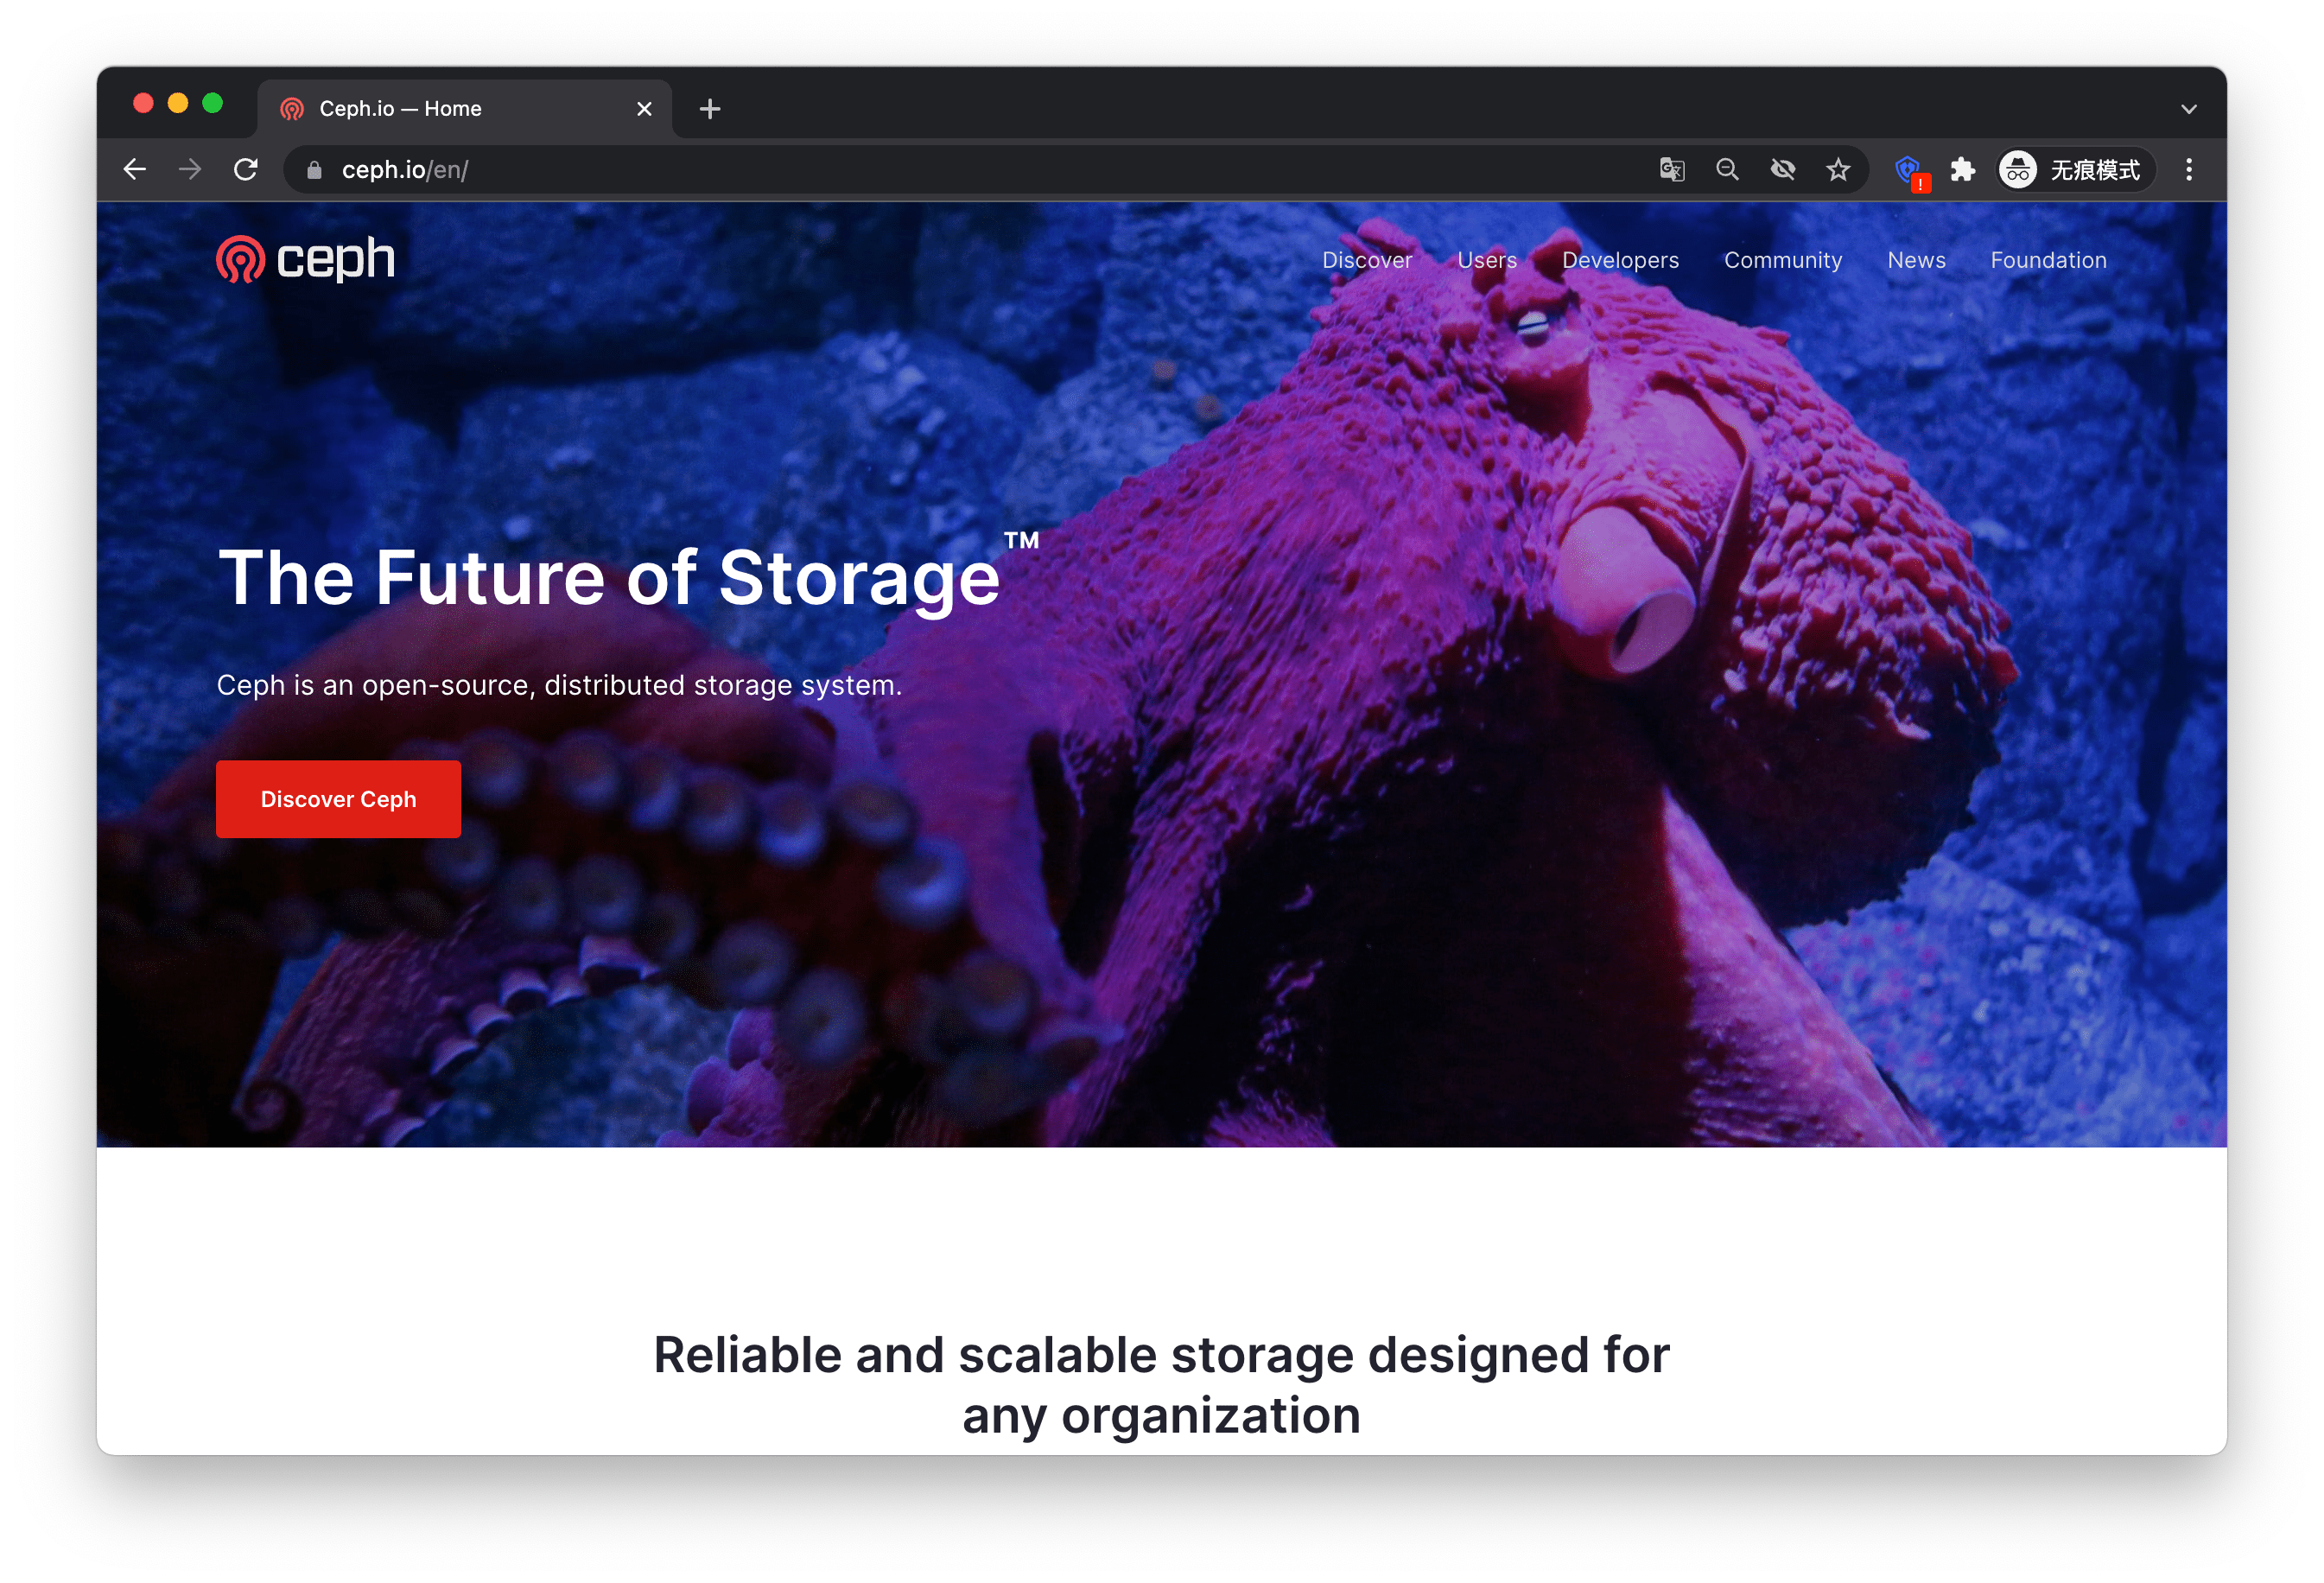 Ceph.io — Home
ceph.io/en/
无痕模式
ceph
Discover Users Developers Community News Foundation
The Future of Storage™
Ceph is an open-source, distributed storage system.
Discover Ceph
Reliable and scalable storage designed for
any organization